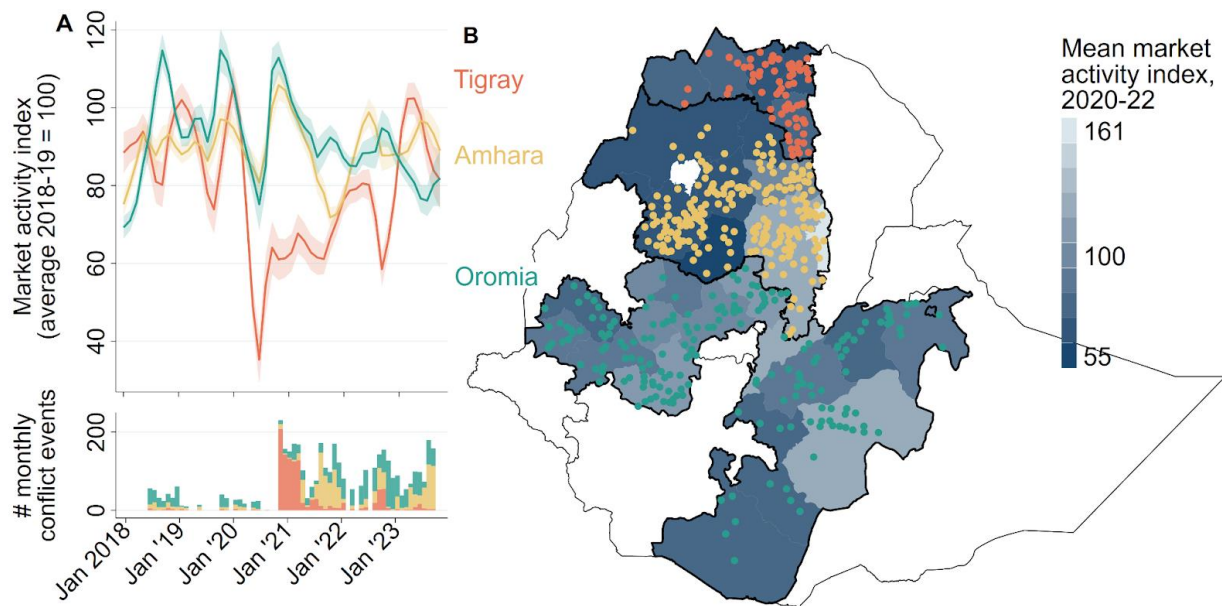 A
Market activity index
(average 2018-19 = 100)
120
100
80
60
40
# monthly
conflict events
200
0
Jan 2018
Jan '19
Jan '20
Jan '21
Jan '22
Jan '23
B
Tigray
Amhara
Oromia
Mean market
activity index,
2020-22
161
100
55